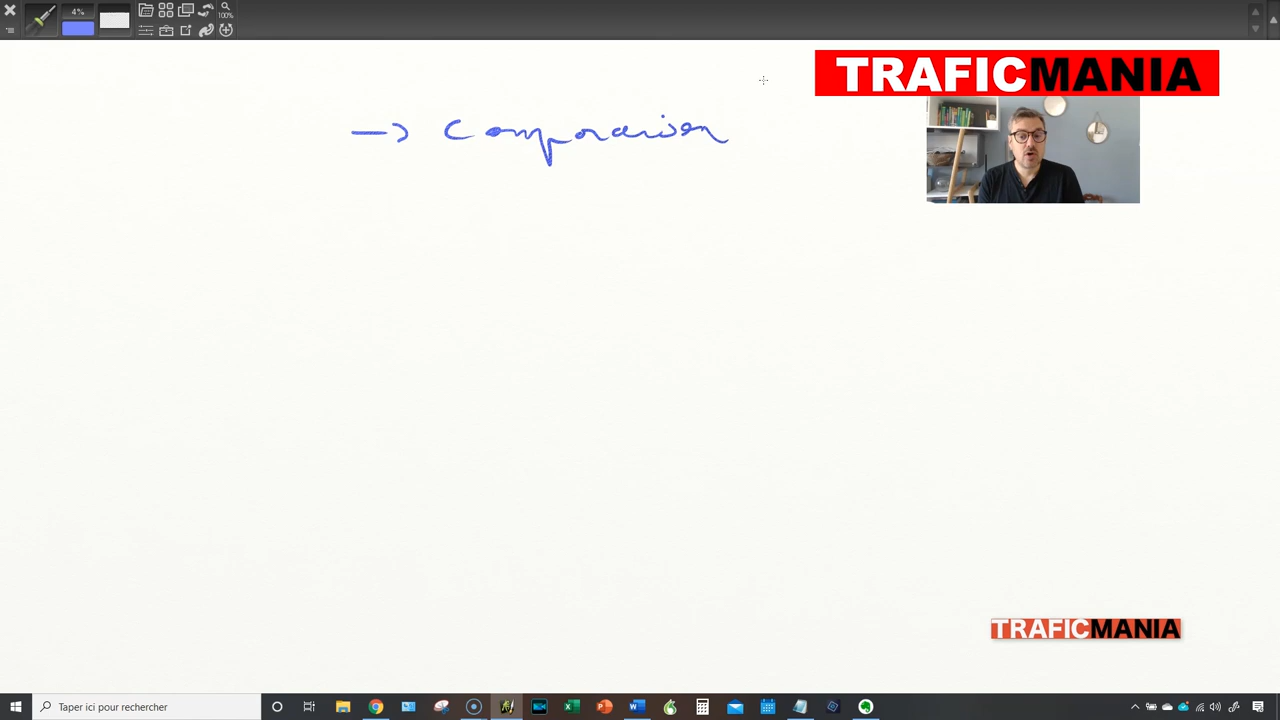 4%
100%
TRAFICMANIA
→ Comparaison
TRAFICMANIA
Taper ici pour rechercher